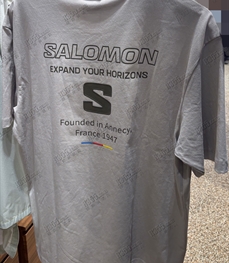 SALOMON
EXPAND YOUR HORIZONS
S
Founded in Annecy,
France 1947